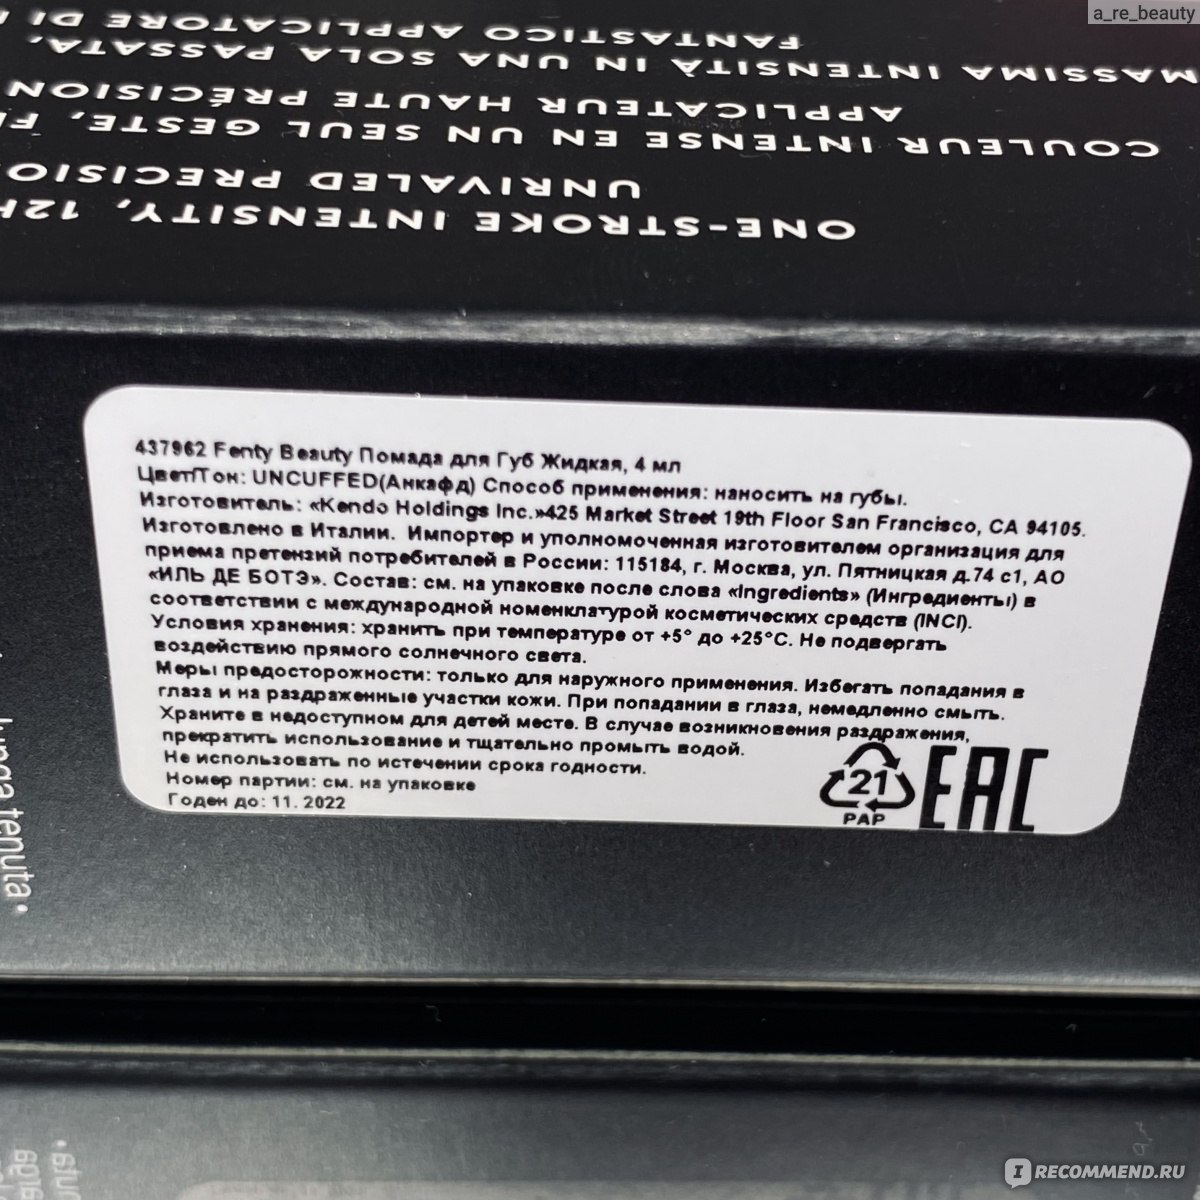 a_re_beauty
FANTASTICO APPLICATORE DI
MASSIMA INTENSITÀ IN UNA SOLA PASSATA,
APPLICATEUR HAUTE PRÉCISION
COULEUR INTENSE EN UN SEUL GESTE,
UNRIVALED PRECISIO
ONE-STROKE INTENSITY, 12H
437962 Fenty Beauty Помада для Губ Жидкая, 4 мл
Цвет/Тон: UNCUFFED(Анкафд) Способ применения: наносить на губы.
Изготовитель: «Kendo Holdings Inc.»425 Market Street 19th Floor San Francisco, CA 94105.
Изготовлено в Италии. Импортер и уполномоченная изготовителем организация для
приема претензий потребителей в России: 115184, г. Москва, ул. Пятницкая д.74 с1, АО
«ИЛЬ ДЕ БОТЭ». Состав: см. на упаковке после слова «Ingredients» (Ингредиенты) в
соответствии с международной номенклатурой косметических средств (INCI).
Условия хранения: хранить при температуре от +5° до +25°C. Не подвергать
воздействию прямого солнечного света.
Меры предосторожности: только для наружного применения. Избегать попадания в
глаза и на раздраженные участки кожи. При попадании в глаза, немедленно смыть.
Храните в недоступном для детей месте. В случае возникновения раздражения,
прекратить использование и тщательно промыть водой.
Не использовать по истечении срока годности.
Номер партии: см. на упаковке
Годен до: 11. 2022
21
PAP
EAC
lunga tenuta.
RECOMMEND.RU